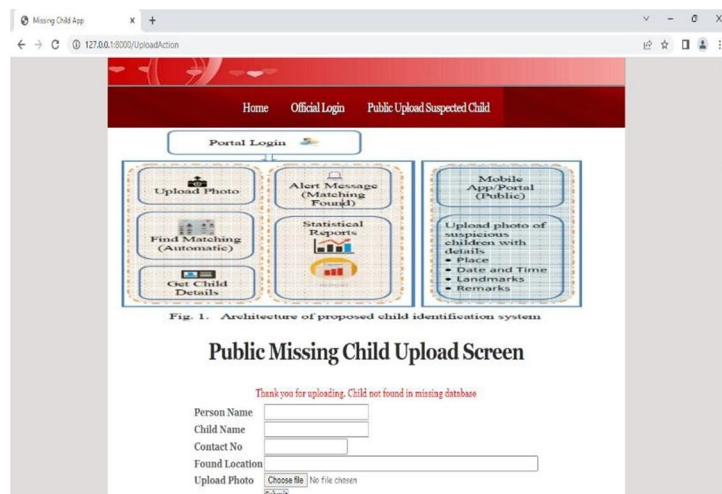 Missing Child App
127.0.0.1:8000/UploadAction
Home Official Login Public Upload Suspected Child
Portal Login
Upload Photo
Find Matching
(Automatic)
Get Child
Details
Alert Message
(Matching
Found)
Statistical
Reports
Mobile
App/Portal
(Public)
Upload photo of
suspicious
children with
details
• Place
• Date and Time
• Landmarks
• Remarks
Fig. 1. Architecture of proposed child identification system
Public Missing Child Upload Screen
Thank you for uploading. Child not found in missing database
Person Name
Child Name
Contact No
Found Location
Upload Photo Choose file No file chosen
Submit